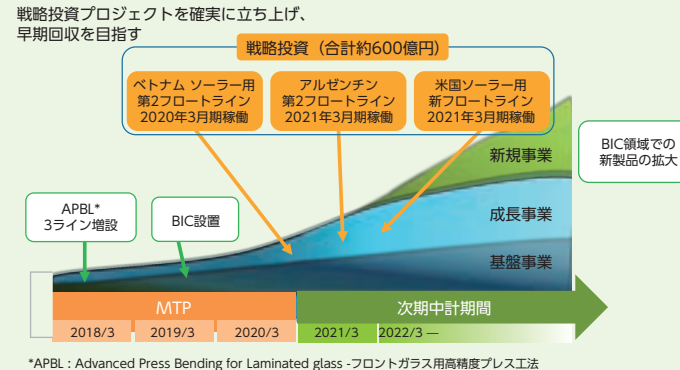 戦略投資プロジェクトを確実に立ち上げ、
早期回収を目指す
戦略投資（合計約600億円）
ベトナム ソーラー用
第2フロートライン
2020年3月期稼働
アルゼンチン
第2フロートライン
2021年3月期稼働
米国ソーラー用
新フロートライン
2021年3月期稼働
BIC領域での
新製品の拡大
新規事業
成長事業
基盤事業
APBL*
3ライン増設
BIC設置
MTP
次期中計期間
2018/3
2019/3
2020/3
2021/3
2022/3 ―
*APBL : Advanced Press Bending for Laminated glass -フロントガラス用高精度プレス工法